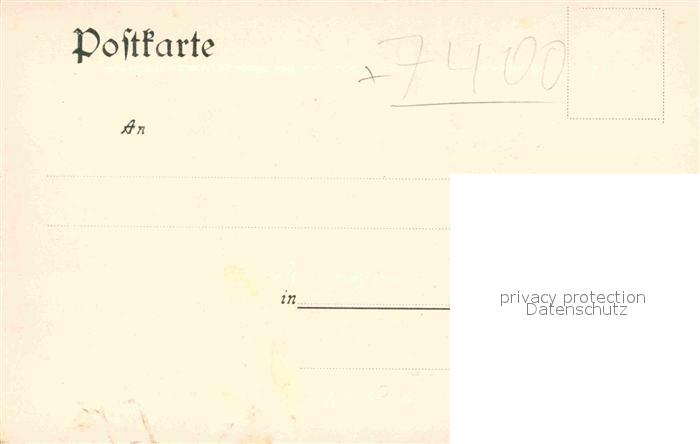 Poſtkarte
+ 7400
An
in
privacy protection
Datenschutz